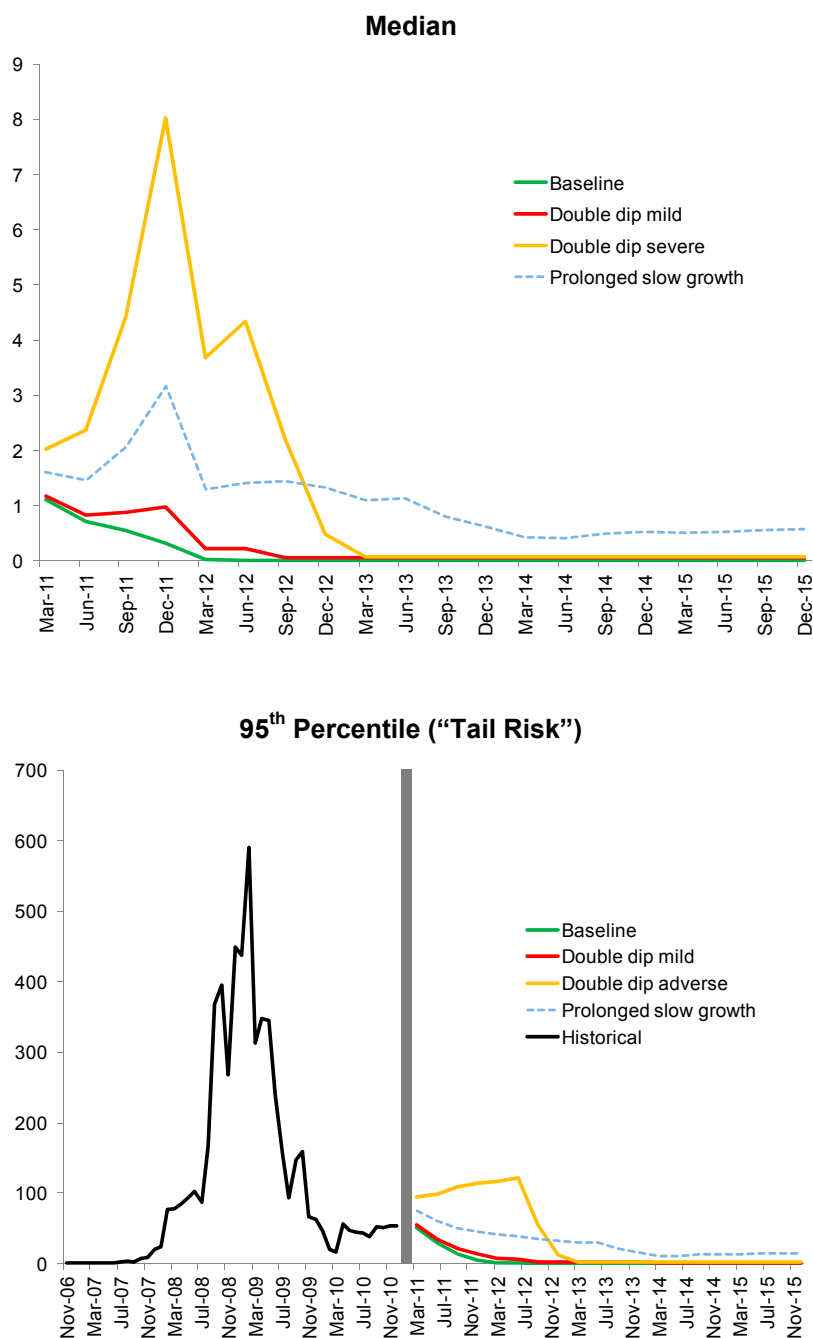 Median
9
8
7
6
5
4
3
2
1
0
Baseline
Double dip mild
Double dip severe
Prolonged slow growth
Mar-11
Jun-11
Sep-11
Dec-11
Mar-12
Jun-12
Sep-12
Dec-12
Mar-13
Jun-13
Sep-13
Dec-13
Mar-14
Jun-14
Sep-14
Dec-14
Mar-15
Jun-15
Sep-15
Dec-15
95th Percentile (“Tail Risk”)
700
600
500
400
300
200
100
0
Baseline
Double dip mild
Double dip adverse
Prolonged slow growth
Historical
Nov-06
Mar-07
Jul-07
Nov-07
Mar-08
Jul-08
Nov-08
Mar-09
Jul-09
Nov-09
Mar-10
Jul-10
Nov-10
Mar-11
Jul-11
Nov-11
Mar-12
Jul-12
Nov-12
Mar-13
Jul-13
Nov-13
Mar-14
Jul-14
Nov-14
Mar-15
Jul-15
Nov-15